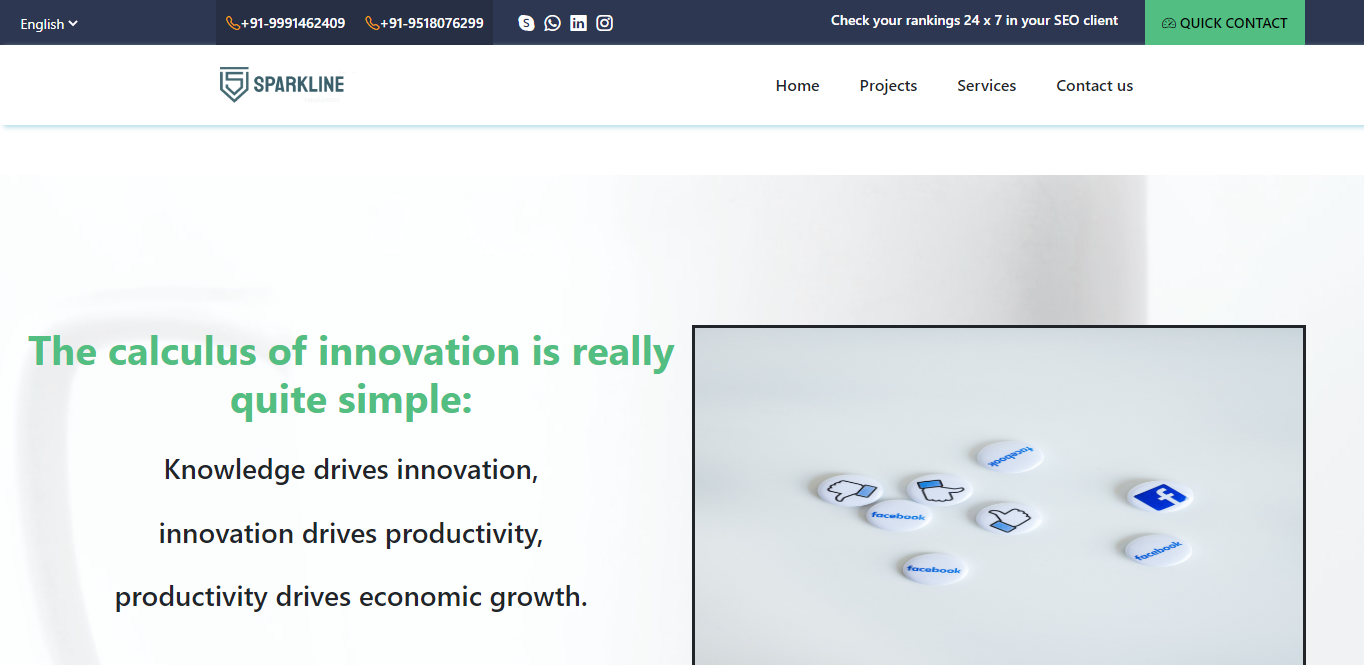 English
+91-9991462409
+91-9518076299
Check your rankings 24 x 7 in your SEO client
QUICK CONTACT
SPARKLINE
Home
Projects
Services
Contact us
The calculus of innovation is really
quite simple:
Knowledge drives innovation,
innovation drives productivity,
productivity drives economic growth.
facebook
facebook
facebook
facebook